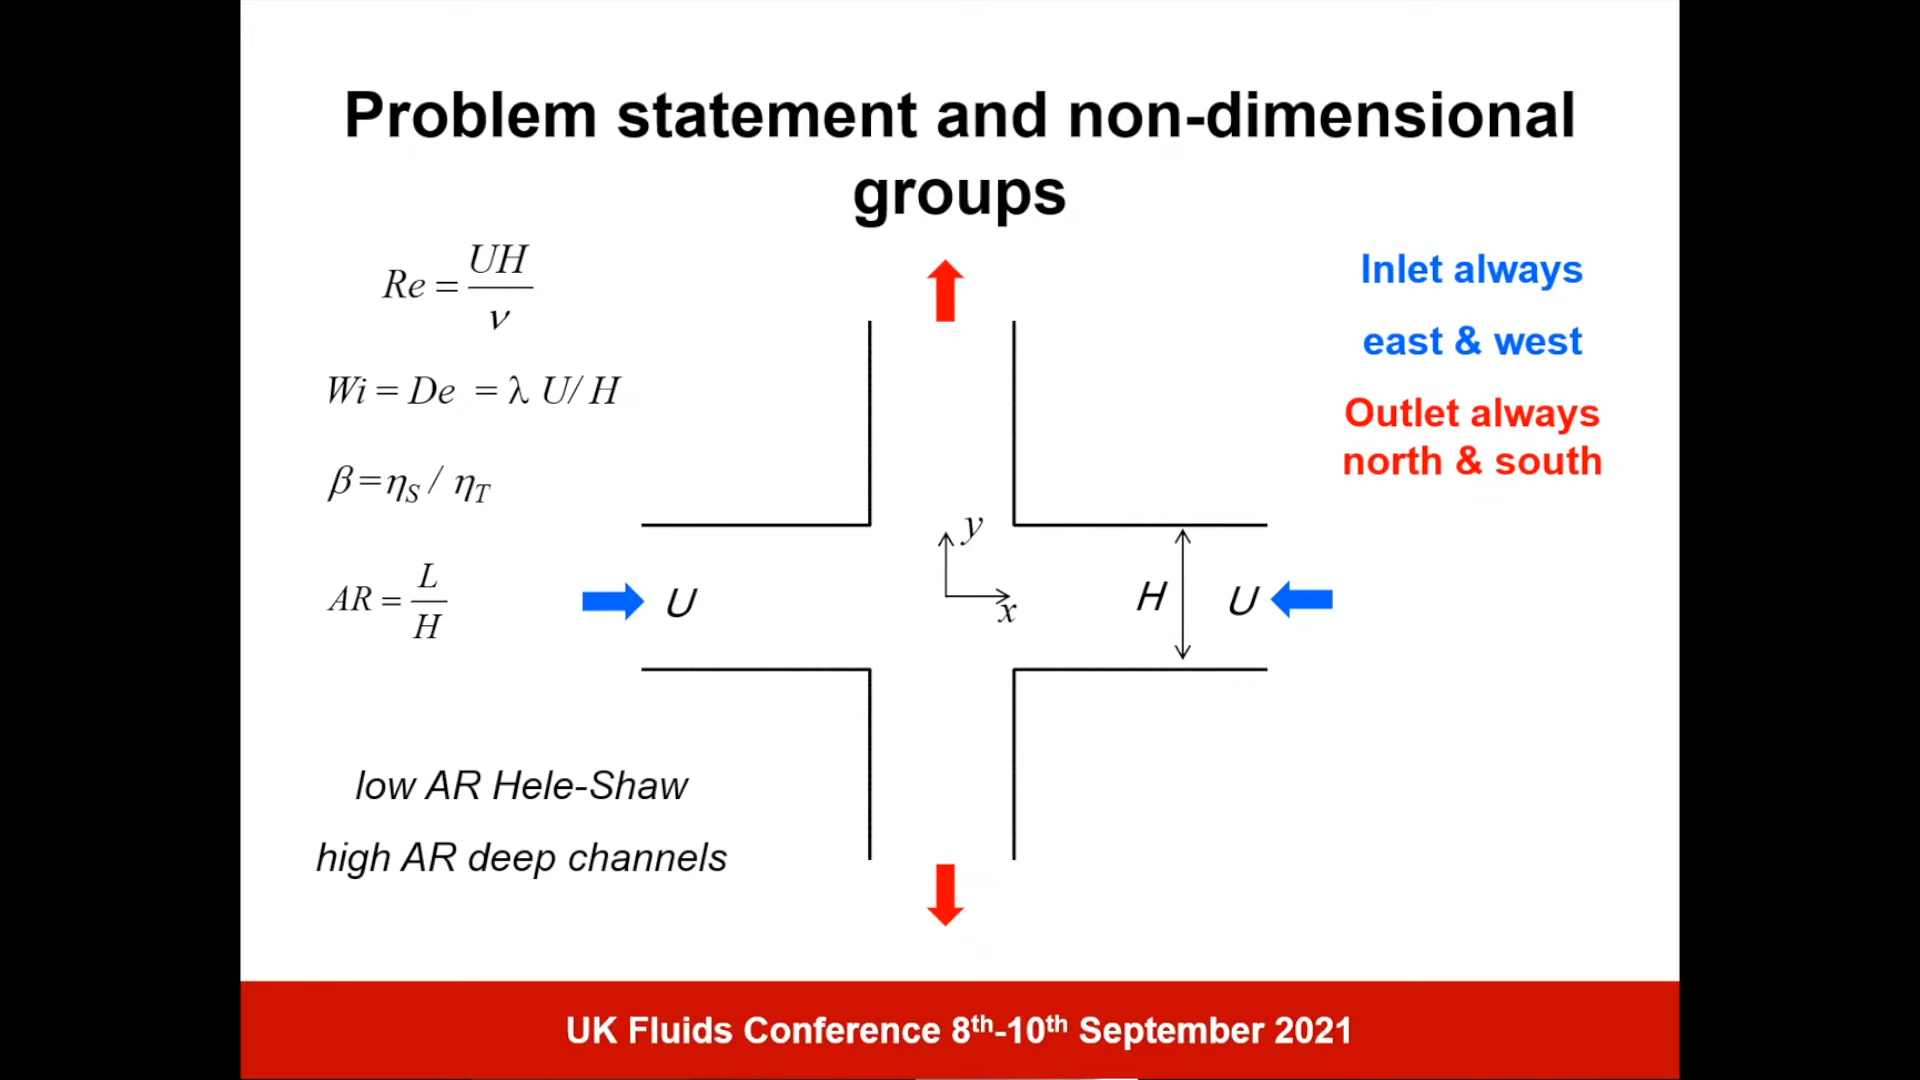 Problem statement and non-dimensional
groups
Re = UH / ν
Wi = De = λ U/ H
β = ηS / ηT
AR = L / H
low AR Hele-Shaw
high AR deep channels
y
x
U
H
U
Inlet always
east & west
Outlet always
north & south
UK Fluids Conference 8th-10th September 2021